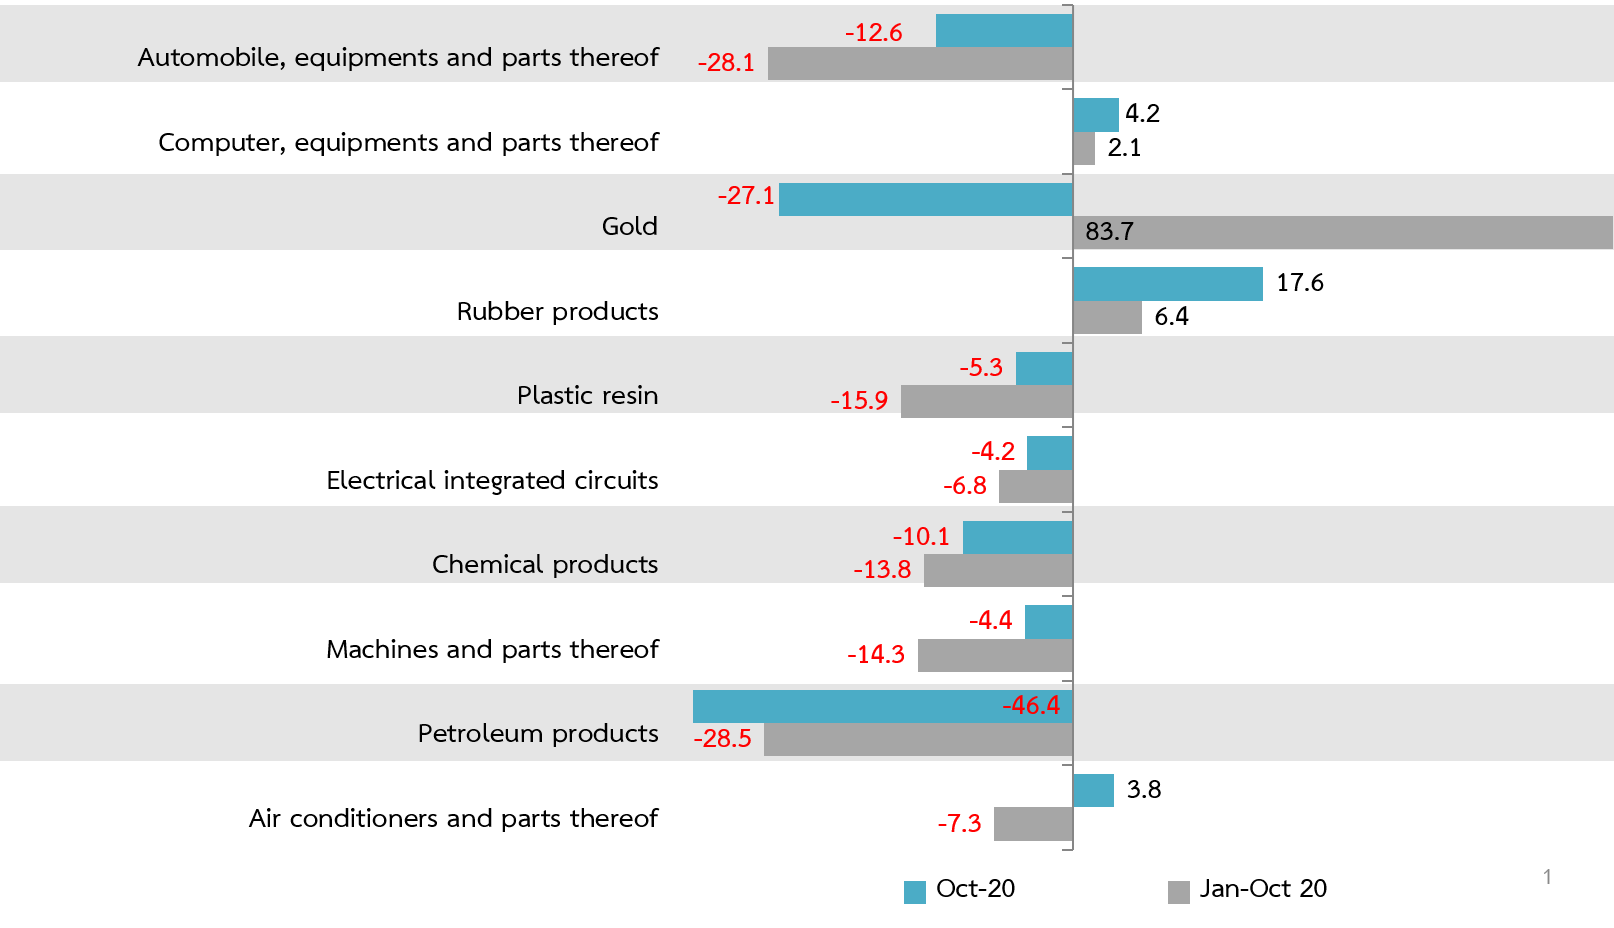 -12.6
Automobile, equipments and parts thereof
-28.1
4.2
Computer, equipments and parts thereof
2.1
-27.1
Gold
83.7
17.6
Rubber products
6.4
-5.3
Plastic resin
-15.9
-4.2
Electrical integrated circuits
-6.8
-10.1
Chemical products
-13.8
-4.4
Machines and parts thereof
-14.3
-46.4
Petroleum products
-28.5
3.8
Air conditioners and parts thereof
-7.3
Oct-20
Jan-Oct 20
1